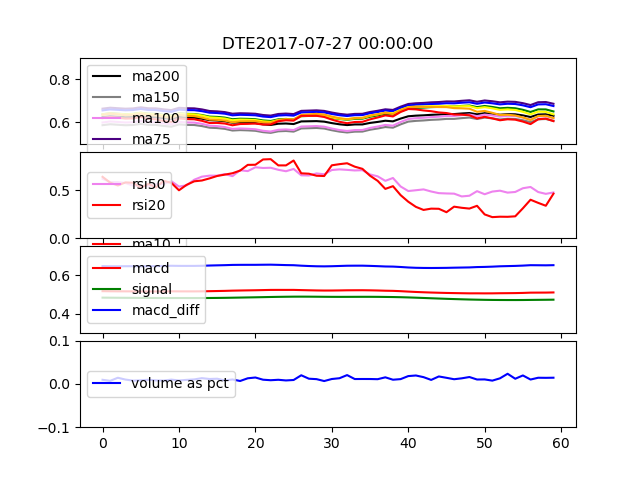 DTE2017-07-27 00:00:00
0.8
0.6
ma200
ma150
ma100
ma75
0.5
0.0
rsi50
rsi20
ma10
0.6
0.4
macd
signal
macd_diff
0.1
0.0
−0.1
volume as pct
0 10 20 30 40 50 60